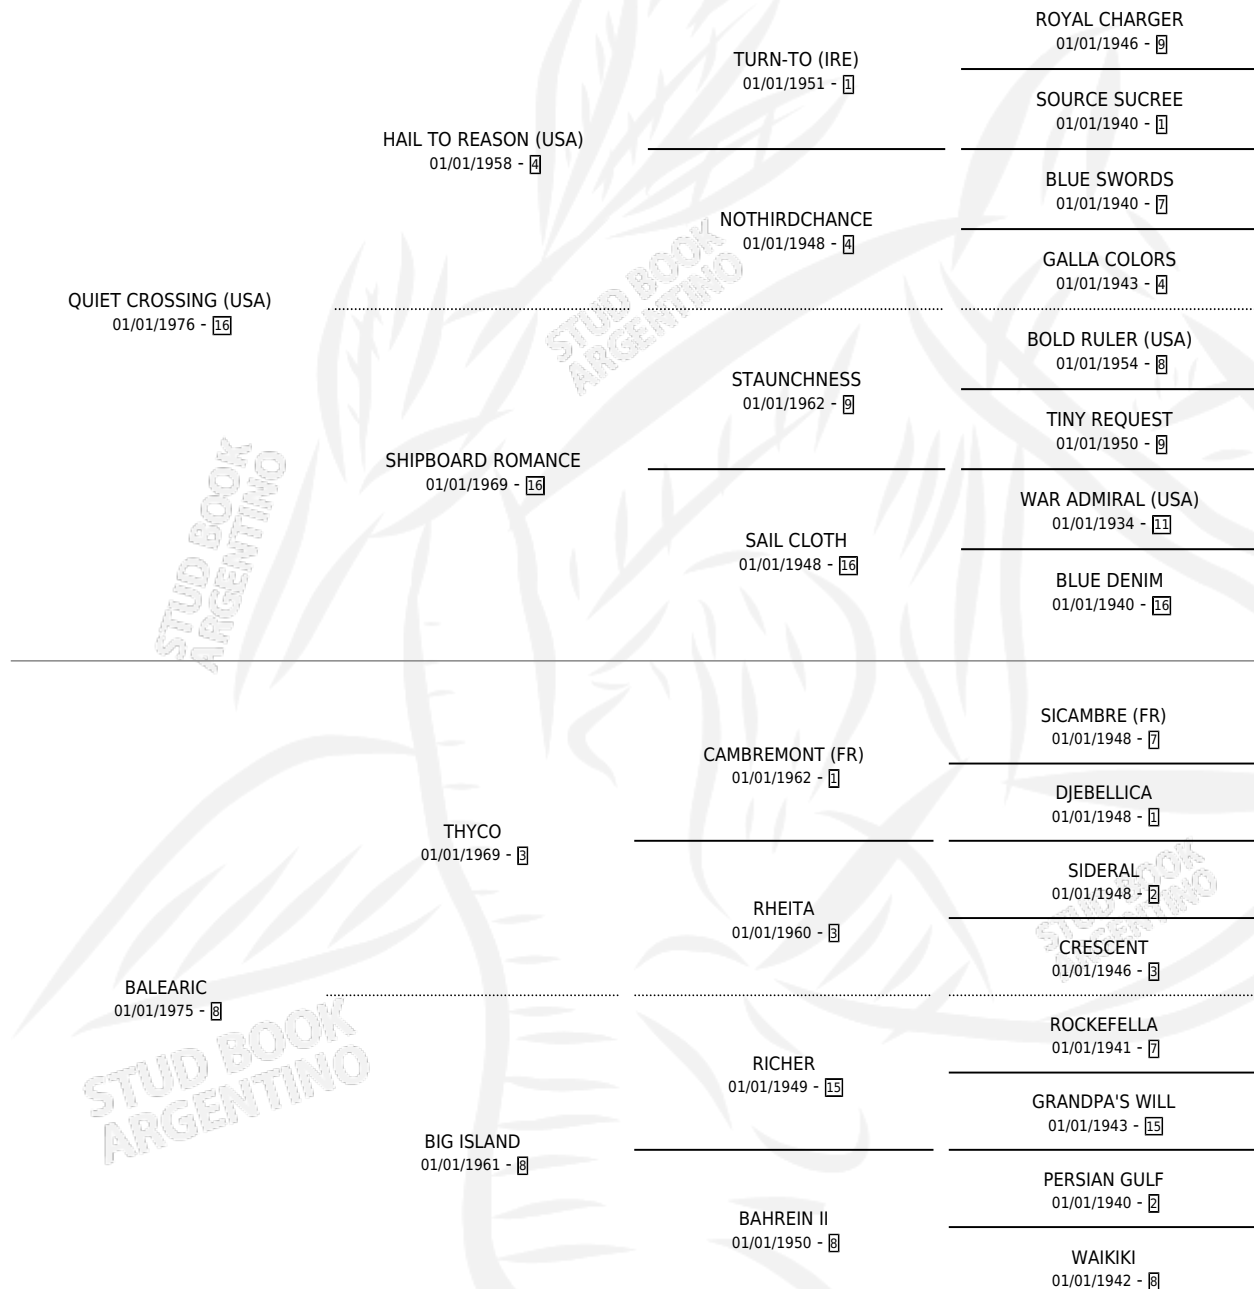 ROYAL CHARGER
01/01/1946 - 9
TURN-TO (IRE)
01/01/1951 - 1
SOURCE SUCREE
01/01/1940 - 1
HAIL TO REASON (USA)
01/01/1958 - 4
BLUE SWORDS
01/01/1940 - 7
NOTHIRDCHANCE
01/01/1948 - 4
GALLA COLORS
01/01/1943 - 4
QUIET CROSSING (USA)
01/01/1976 - 16
STUD BOOK
ARGENTINO
BOLD RULER (USA)
01/01/1954 - 8
STAUNCHNESS
01/01/1962 - 9
TINY REQUEST
01/01/1950 - 9
SHIPBOARD ROMANCE
01/01/1969 - 16
WAR ADMIRAL (USA)
01/01/1934 - 11
SAIL CLOTH
01/01/1948 - 16
BLUE DENIM
01/01/1940 - 16
STUD BOOK
ARGENTINO
SICAMBRE (FR)
01/01/1948 - 7
CAMBREMONT (FR)
01/01/1962 - 1
DJEBELLICA
01/01/1948 - 1
THYCO
01/01/1969 - 3
SIDERAL
01/01/1948 - 2
RHEITA
01/01/1960 - 3
CRESCENT
01/01/1946 - 3
STUD BOOK
ARGENTINO
BALEARIC
01/01/1975 - 8
ROCKEFELLA
01/01/1941 - 7
RICHER
01/01/1949 - 15
GRANDPA'S WILL
01/01/1943 - 15
STUD BOOK
ARGENTINO
BIG ISLAND
01/01/1961 - 8
PERSIAN GULF
01/01/1940 - 2
BAHREIN II
01/01/1950 - 8
WAIKIKI
01/01/1942 - 8